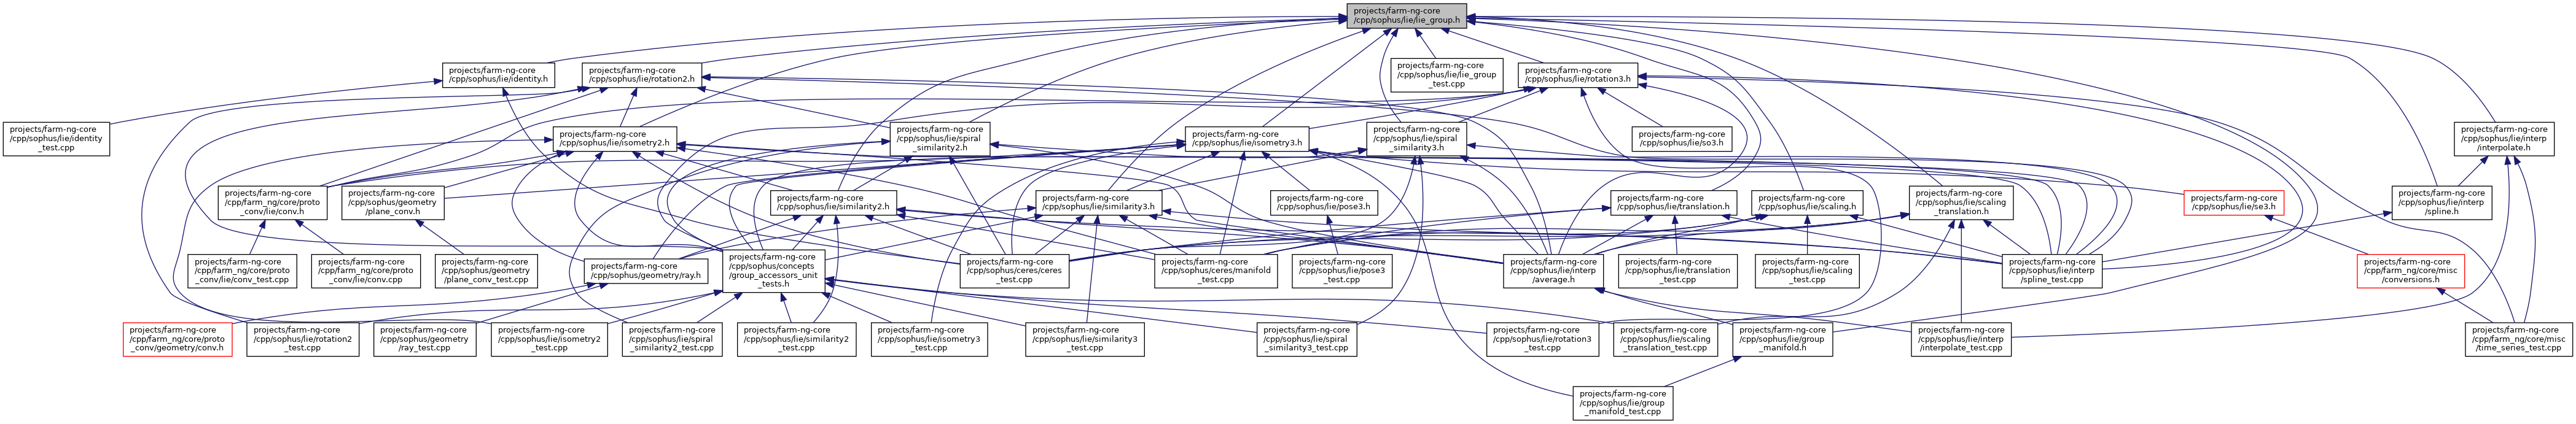 projects/farm-ng-core
/cpp/sophus/lie/lie_group.h
projects/farm-ng-core
/cpp/sophus/lie/identity.h
projects/farm-ng-core
/cpp/sophus/lie/rotation2.h
projects/farm-ng-core
/cpp/sophus/lie/lie_group
_test.cpp
projects/farm-ng-core
/cpp/sophus/lie/rotation3.h
projects/farm-ng-core
/cpp/sophus/lie/identity
_test.cpp
projects/farm-ng-core
/cpp/sophus/lie/isometry2.h
projects/farm-ng-core
/cpp/sophus/lie/spiral
_similarity2.h
projects/farm-ng-core
/cpp/sophus/lie/isometry3.h
projects/farm-ng-core
/cpp/sophus/lie/spiral
_similarity3.h
projects/farm-ng-core
/cpp/sophus/lie/so3.h
projects/farm-ng-core
/cpp/sophus/lie/interp
/interpolate.h
projects/farm-ng-core
/cpp/farm_ng/core/proto
_conv/lie/conv.h
projects/farm-ng-core
/cpp/sophus/geometry
/plane_conv.h
projects/farm-ng-core
/cpp/sophus/lie/similarity2.h
projects/farm-ng-core
/cpp/sophus/lie/similarity3.h
projects/farm-ng-core
/cpp/sophus/lie/pose3.h
projects/farm-ng-core
/cpp/sophus/lie/translation.h
projects/farm-ng-core
/cpp/sophus/lie/scaling.h
projects/farm-ng-core
/cpp/sophus/lie/scaling
_translation.h
projects/farm-ng-core
/cpp/sophus/lie/se3.h
projects/farm-ng-core
/cpp/sophus/lie/interp
/spline.h
projects/farm-ng-core
/cpp/farm_ng/core/proto
_conv/lie/conv_test.cpp
projects/farm-ng-core
/cpp/farm_ng/core/proto
_conv/lie/conv.cpp
projects/farm-ng-core
/cpp/sophus/geometry
/plane_conv_test.cpp
projects/farm-ng-core
/cpp/sophus/geometry/ray.h
projects/farm-ng-core
/cpp/sophus/concepts
/group_accessors_unit
_tests.h
projects/farm-ng-core
/cpp/sophus/ceres/ceres
_test.cpp
projects/farm-ng-core
/cpp/sophus/ceres/manifold
_test.cpp
projects/farm-ng-core
/cpp/sophus/lie/pose3
_test.cpp
projects/farm-ng-core
/cpp/sophus/lie/interp
/average.h
projects/farm-ng-core
/cpp/sophus/lie/translation
_test.cpp
projects/farm-ng-core
/cpp/sophus/lie/scaling
_test.cpp
projects/farm-ng-core
/cpp/sophus/lie/interp
/spline_test.cpp
projects/farm-ng-core
/cpp/farm_ng/core/misc
/conversions.h
projects/farm-ng-core
/cpp/farm_ng/core/proto
_conv/geometry/conv.h
projects/farm-ng-core
/cpp/sophus/lie/rotation2
_test.cpp
projects/farm-ng-core
/cpp/sophus/geometry
/ray_test.cpp
projects/farm-ng-core
/cpp/sophus/lie/isometry2
_test.cpp
projects/farm-ng-core
/cpp/sophus/lie/spiral
_similarity2_test.cpp
projects/farm-ng-core
/cpp/sophus/lie/similarity2
_test.cpp
projects/farm-ng-core
/cpp/sophus/lie/isometry3
_test.cpp
projects/farm-ng-core
/cpp/sophus/lie/similarity3
_test.cpp
projects/farm-ng-core
/cpp/sophus/lie/spiral
_similarity3_test.cpp
projects/farm-ng-core
/cpp/sophus/lie/rotation3
_test.cpp
projects/farm-ng-core
/cpp/sophus/lie/scaling
_translation_test.cpp
projects/farm-ng-core
/cpp/sophus/lie/group
_manifold.h
projects/farm-ng-core
/cpp/sophus/lie/interp
/interpolate_test.cpp
projects/farm-ng-core
/cpp/farm_ng/core/misc
/time_series_test.cpp
projects/farm-ng-core
/cpp/sophus/lie/group
_manifold_test.cpp